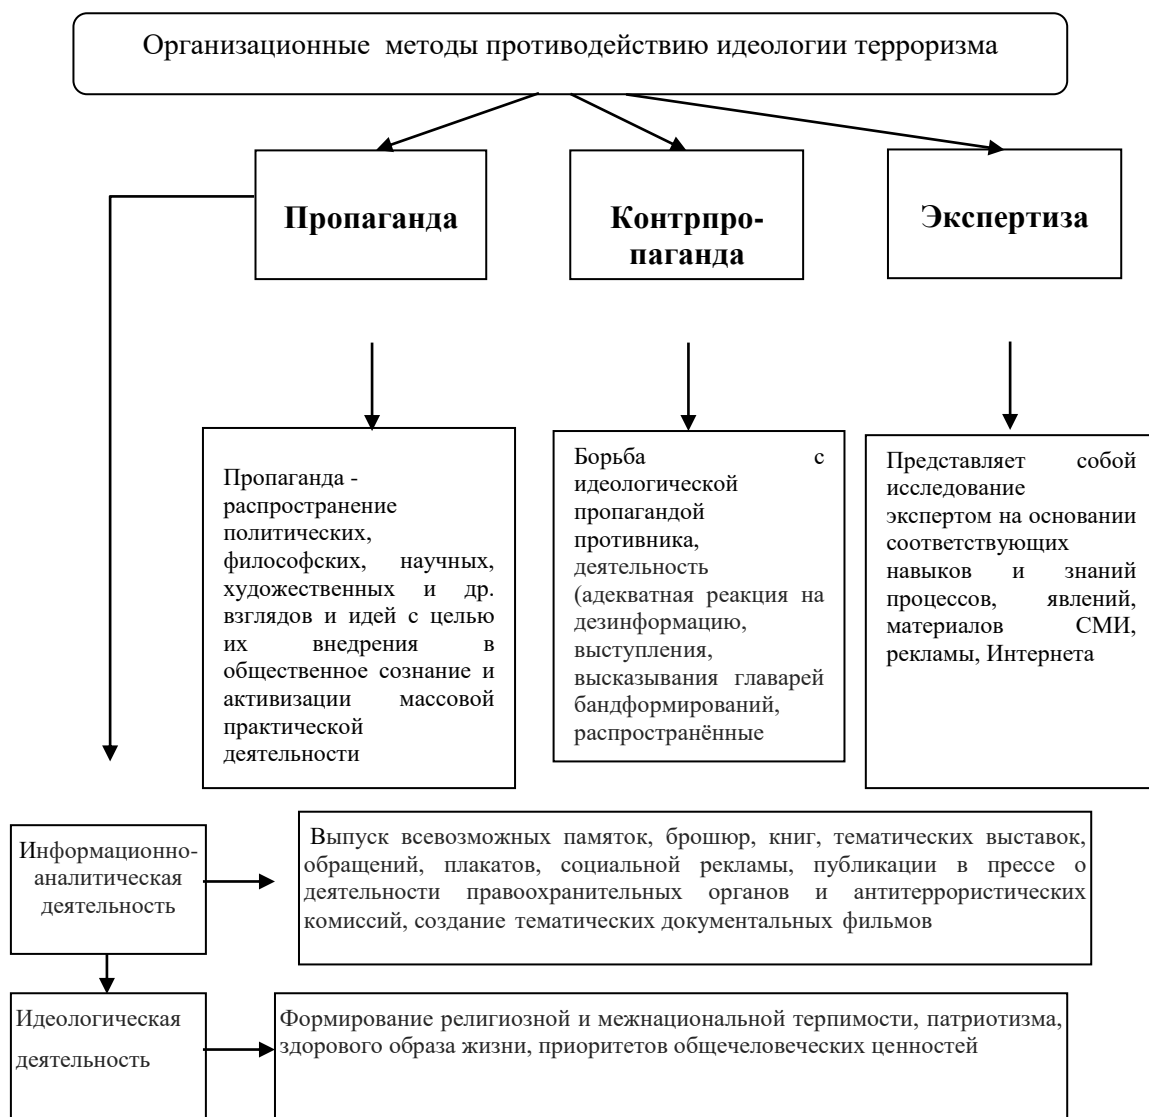 Организационные методы противодействию идеологии терроризма
Пропаганда
Контрпро-
паганда
Экспертиза
Пропаганда -
распространение
политических,
философских, научных,
художественных и др.
взглядов и идей с целью
их внедрения в
общественное сознание и
активизации массовой
практической
деятельности
Борьба с
идеологической
пропагандой
противника,
деятельность
(адекватная реакция на
дезинформацию,
выступления,
высказывания главарей
бандформирований,
распространённые
Представляет собой
исследование
экспертом на основании
соответствующих
навыков и знаний
процессов, явлений,
материалов СМИ,
рекламы, Интернета
Информационно-
аналитическая
деятельность
Выпуск всевозможных памяток, брошюр, книг, тематических выставок,
обращений, плакатов, социальной рекламы, публикации в прессе о
деятельности правоохранительных органов и антитеррористических
комиссий, создание тематических документальных фильмов
Идеологическая
деятельность
Формирование религиозной и межнациональной терпимости, патриотизма,
здорового образа жизни, приоритетов общечеловеческих ценностей